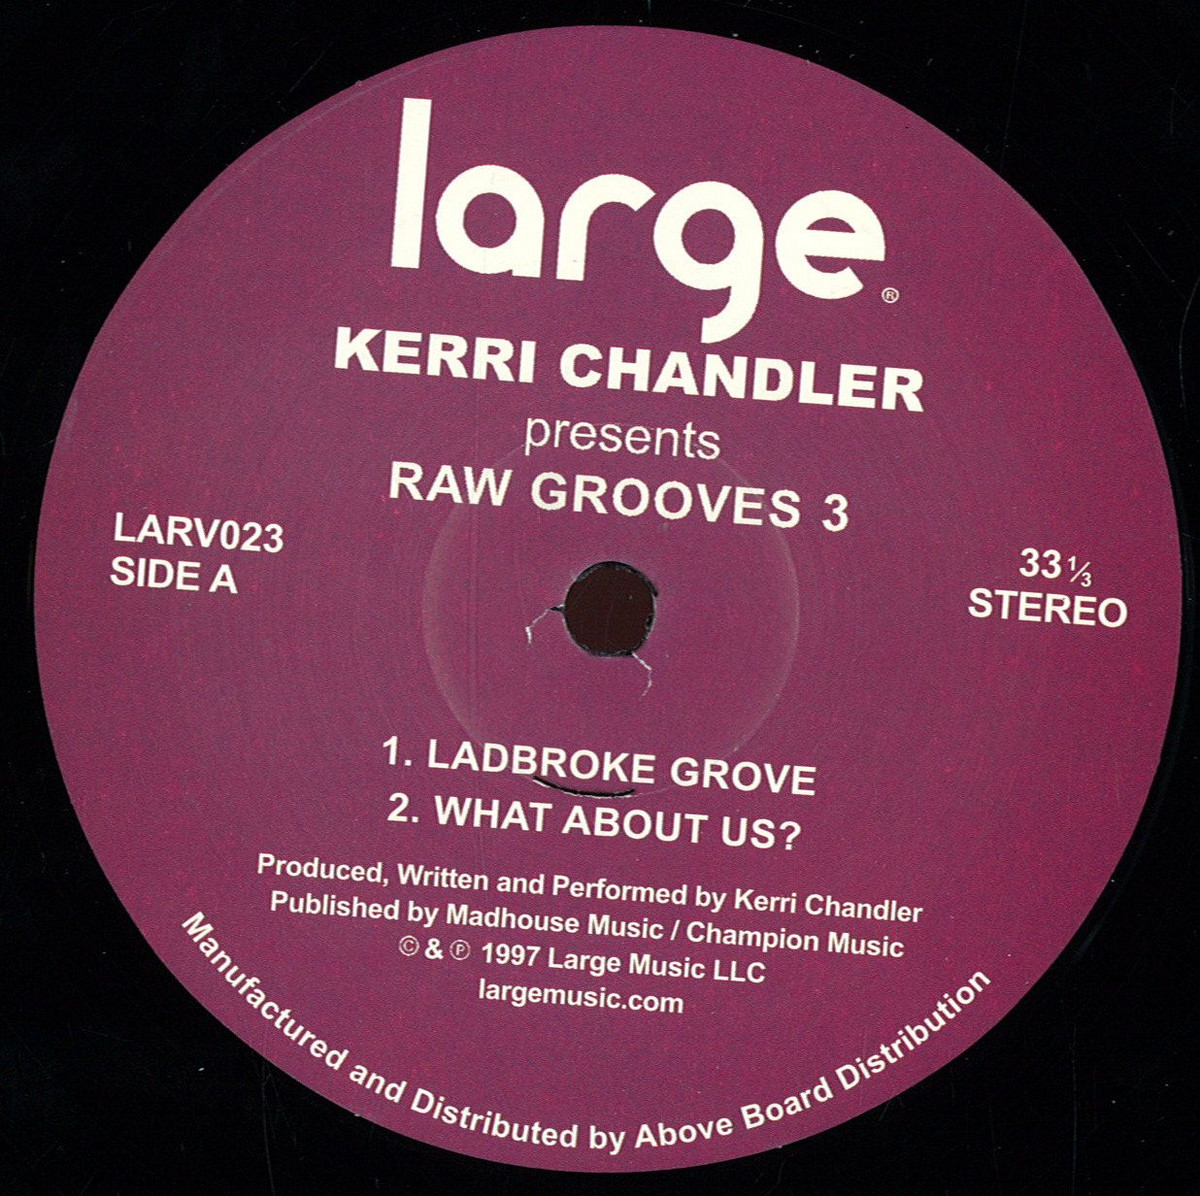 large®
KERRI CHANDLER
presents
RAW GROOVES 3
LARV023
SIDE A
33 ⅓
STEREO
1. LADBROKE GROVE
2. WHAT ABOUT US?
Produced, Written and Performed by Kerri Chandler
Published by Madhouse Music / Champion Music
© & ℗ 1997 Large Music LLC
largemusic.com
Manufactured and Distributed by Above Board Distribution